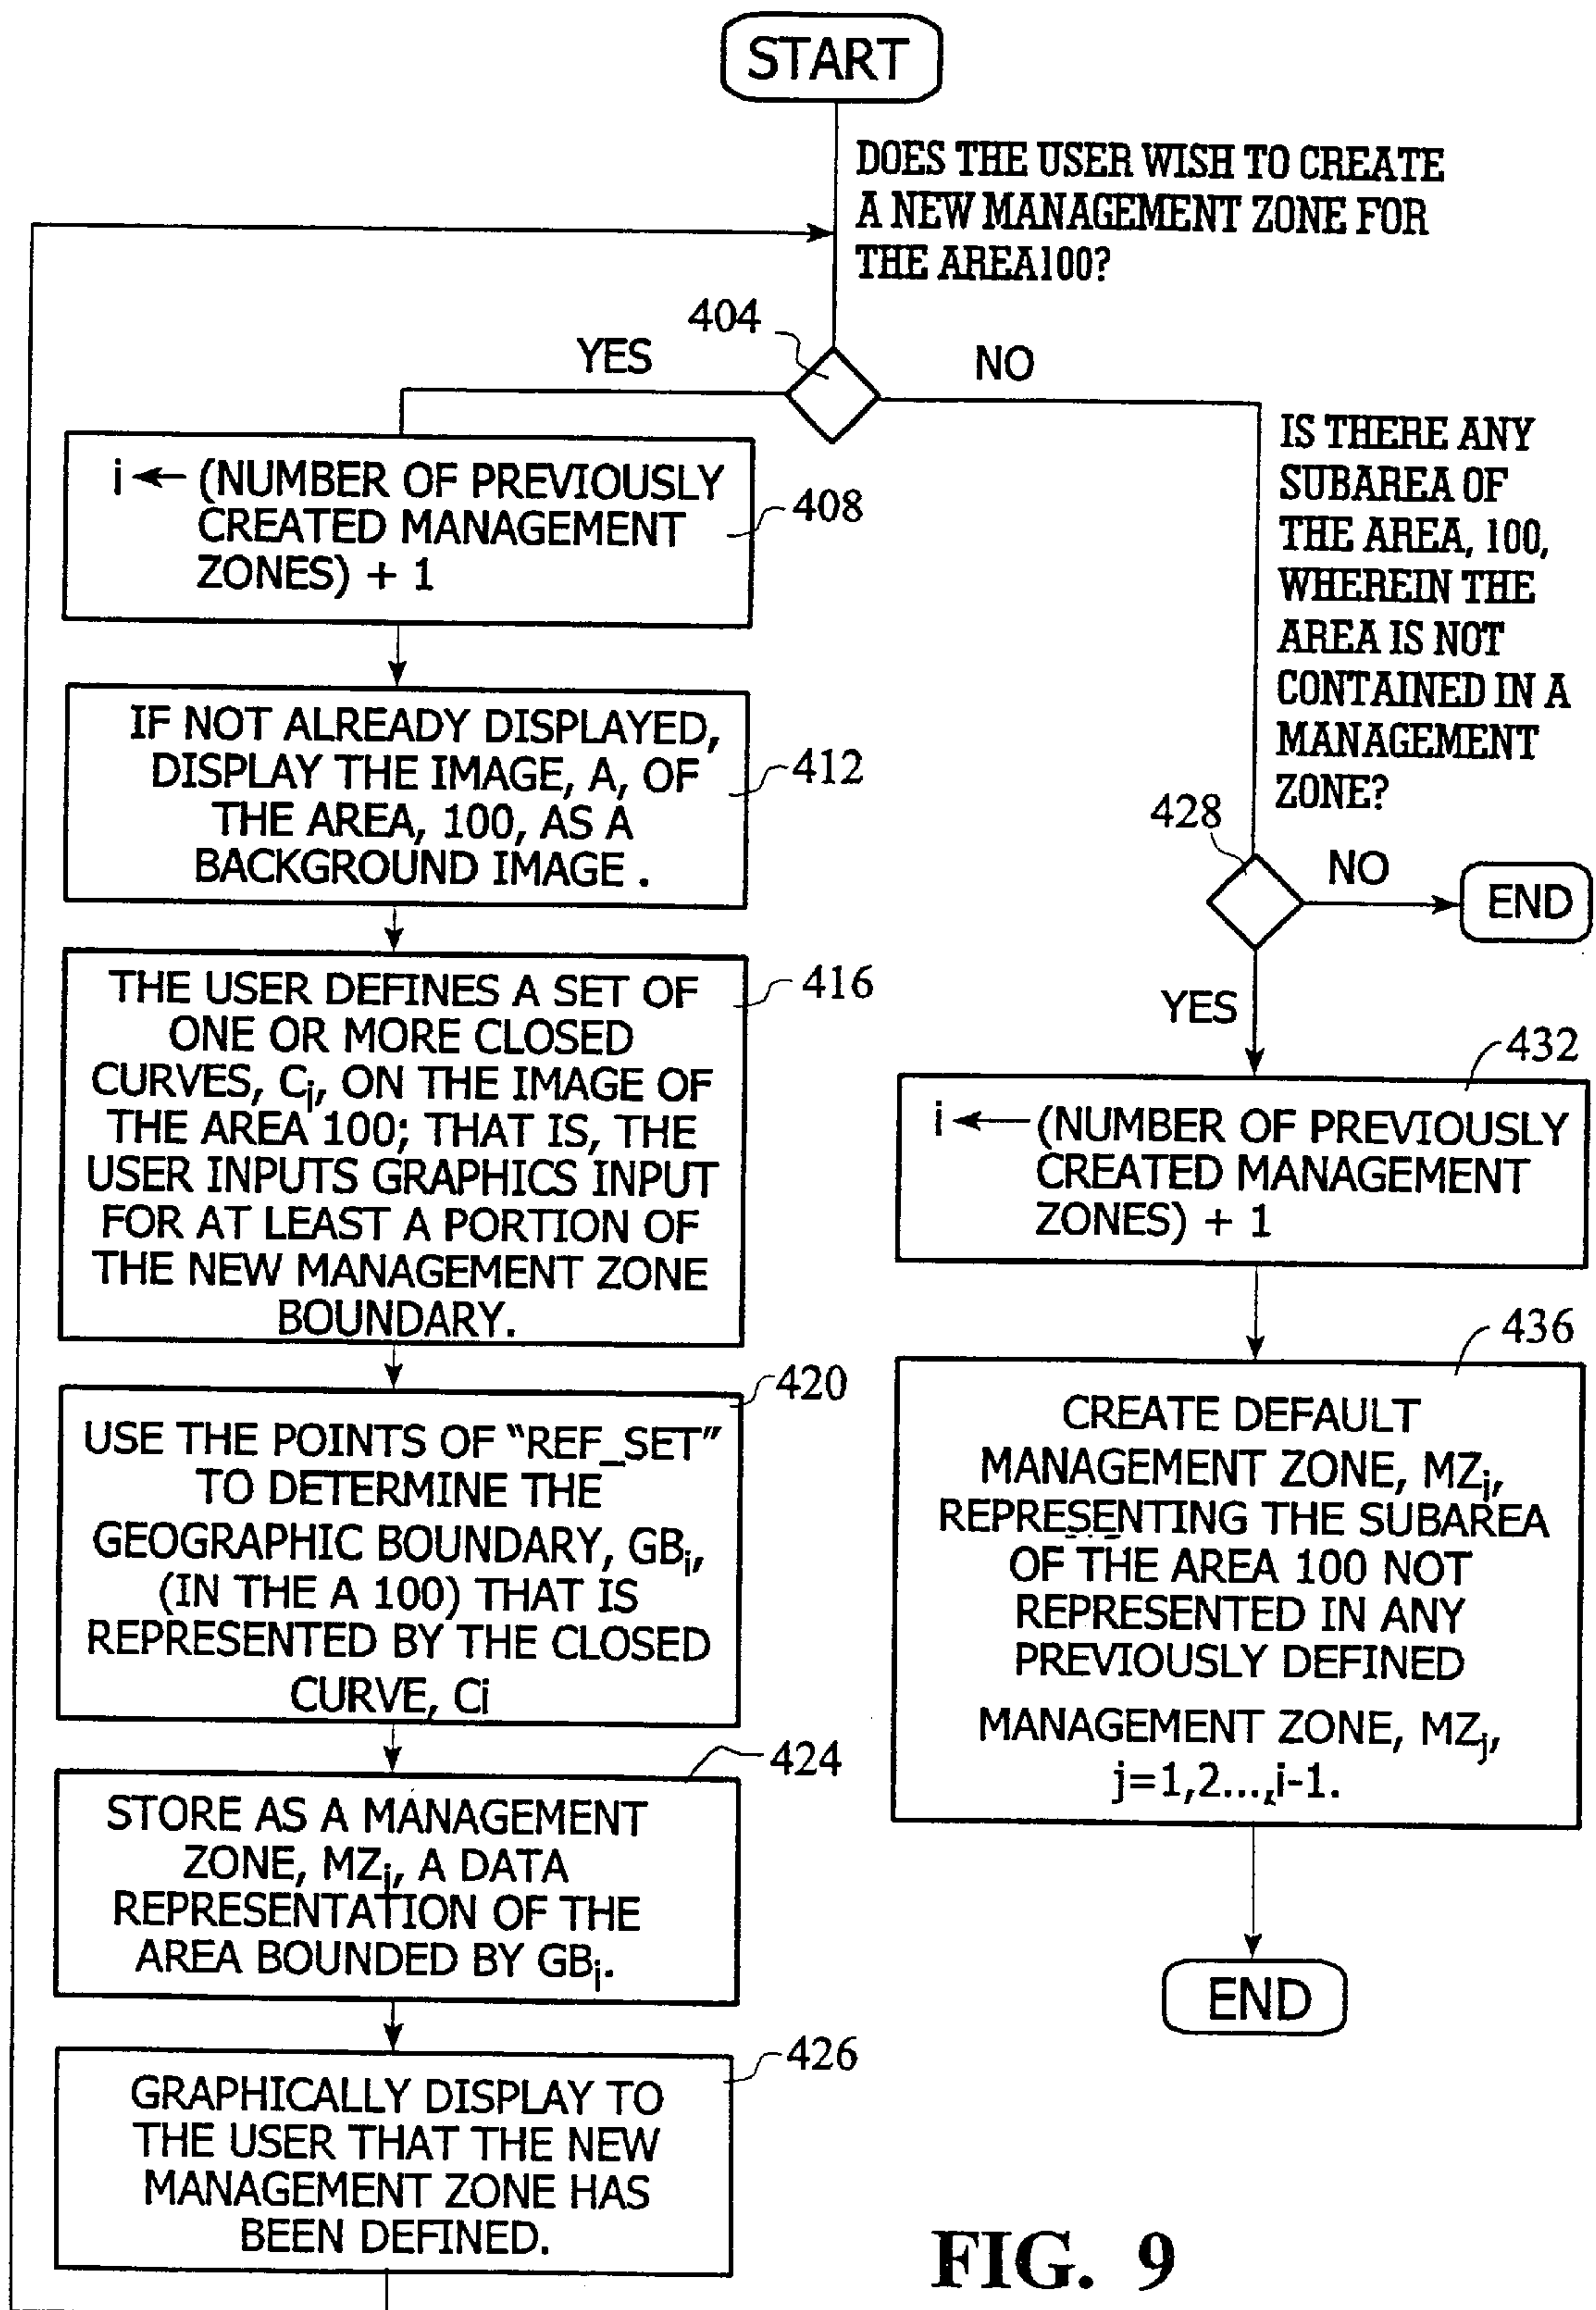 START
DOES THE USER WISH TO CREATE
A NEW MANAGEMENT ZONE FOR
THE AREA100?
404
YES
NO
i ← (NUMBER OF PREVIOUSLY
CREATED MANAGEMENT
ZONES) + 1
408
IF NOT ALREADY DISPLAYED,
DISPLAY THE IMAGE, A, OF
THE AREA, 100, AS A
BACKGROUND IMAGE .
412
THE USER DEFINES A SET OF
ONE OR MORE CLOSED
CURVES, Ci, ON THE IMAGE OF
THE AREA 100; THAT IS, THE
USER INPUTS GRAPHICS INPUT
FOR AT LEAST A PORTION OF
THE NEW MANAGEMENT ZONE
BOUNDARY.
416
USE THE POINTS OF “REF_SET”
TO DETERMINE THE
GEOGRAPHIC BOUNDARY, GBi,
(IN THE A 100) THAT IS
REPRESENTED BY THE CLOSED
CURVE, Ci
420
STORE AS A MANAGEMENT
ZONE, MZi, A DATA
REPRESENTATION OF THE
AREA BOUNDED BY GBi.
424
GRAPHICALLY DISPLAY TO
THE USER THAT THE NEW
MANAGEMENT ZONE HAS
BEEN DEFINED.
426
IS THERE ANY
SUBAREA OF
THE AREA, 100,
WHEREIN THE
AREA IS NOT
CONTAINED IN A
MANAGEMENT
ZONE?
428
NO
END
YES
432
i ← (NUMBER OF PREVIOUSLY
CREATED MANAGEMENT
ZONES) + 1
436
CREATE DEFAULT
MANAGEMENT ZONE, MZi,
REPRESENTING THE SUBAREA
OF THE AREA 100 NOT
REPRESENTED IN ANY
PREVIOUSLY DEFINED
MANAGEMENT ZONE, MZj,
j=1,2...,i-1.
END
FIG. 9